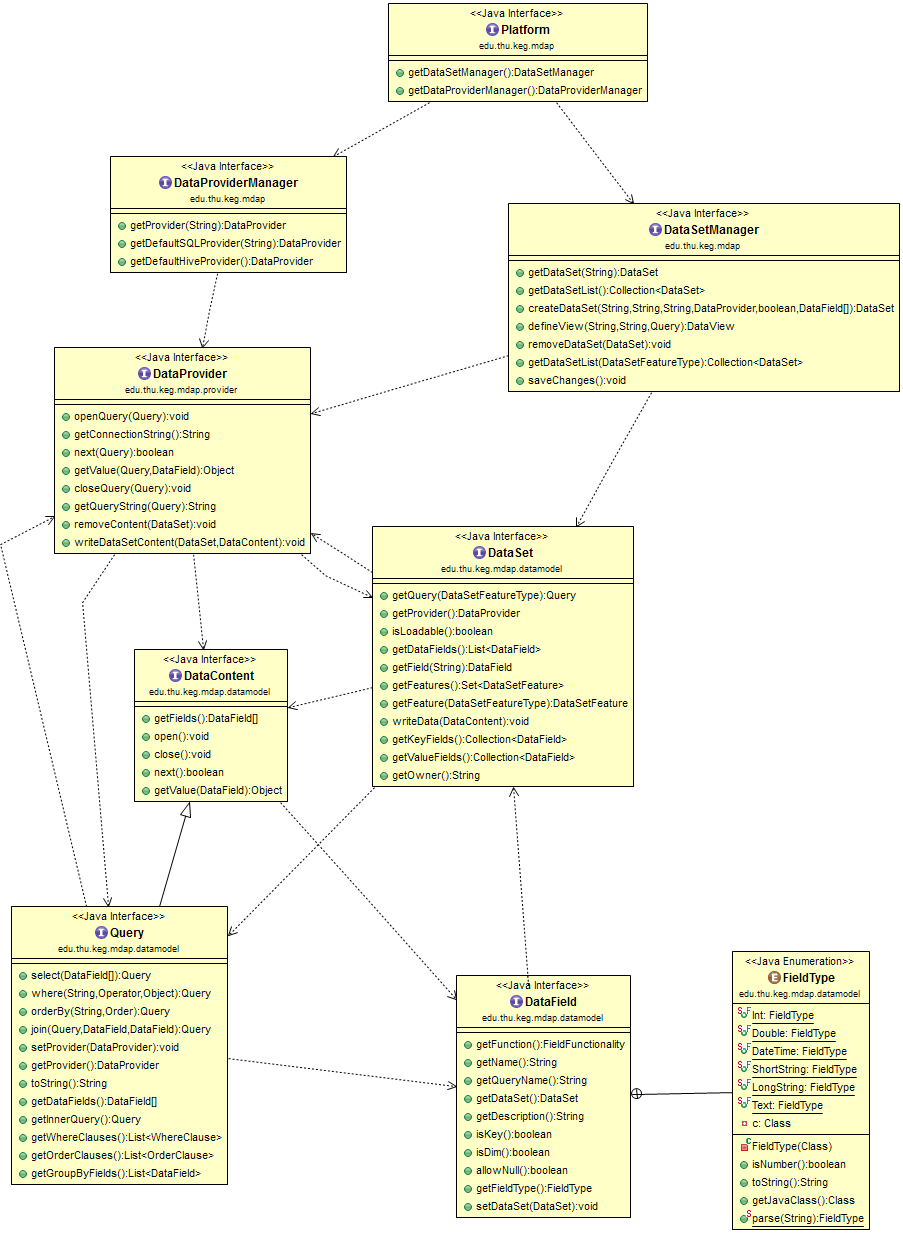 <<Java Interface>>
Platform
edu.thu.keg.mdap
getDataSetManager():DataSetManager
getDataProviderManager():DataProviderManager
<<Java Interface>>
DataProviderManager
edu.thu.keg.mdap
getProvider(String):DataProvider
getDefaultSQLProvider(String):DataProvider
getDefaultHiveProvider():DataProvider
<<Java Interface>>
DataSetManager
edu.thu.keg.mdap
getDataSet(String):DataSet
getDataSetList():Collection<DataSet>
createDataSet(String,String,String,DataProvider,boolean,DataField[]):DataSet
defineView(String,String,Query):DataView
removeDataSet(DataSet):void
getDataSetList(DataSetFeatureType):Collection<DataSet>
saveChanges():void
<<Java Interface>>
DataProvider
edu.thu.keg.mdap.provider
openQuery(Query):void
getConnectionString():String
next(Query):boolean
getValue(Query,DataField):Object
closeQuery(Query):void
getQueryString(Query):String
removeContent(DataSet):void
writeDataSetContent(DataSet,DataContent):void
<<Java Interface>>
DataSet
edu.thu.keg.mdap.datamodel
getQuery(DataSetFeatureType):Query
getProvider():DataProvider
isLoadable():boolean
getDataFields():List<DataField>
getField(String):DataField
getFeatures():Set<DataSetFeature>
getFeature(DataSetFeatureType):DataSetFeature
writeData(DataContent):void
getKeyFields():Collection<DataField>
getValueFields():Collection<DataField>
getOwner():String
<<Java Interface>>
DataContent
edu.thu.keg.mdap.datamodel
getFields():DataField[]
open():void
close():void
next():boolean
getValue(DataField):Object
<<Java Interface>>
Query
edu.thu.keg.mdap.datamodel
select(DataField[]):Query
where(String,Operator,Object):Query
orderBy(String,Order):Query
join(Query,DataField,DataField):Query
setProvider(DataProvider):void
getProvider():DataProvider
toString():String
getDataFields():DataField[]
getInnerQuery():Query
getWhereClauses():List<WhereClause>
getOrderClauses():List<OrderClause>
getGroupByFields():List<DataField>
<<Java Interface>>
DataField
edu.thu.keg.mdap.datamodel
getFunction():FieldFunctionality
getName():String
getQueryName():String
getDataSet():DataSet
getDescription():String
isKey():boolean
isDim():boolean
allowNull():boolean
getFieldType():FieldType
setDataSet(DataSet):void
<<Java Enumeration>>
FieldType
edu.thu.keg.mdap.datamodel
Int: FieldType
Double: FieldType
DateTime: FieldType
ShortString: FieldType
LongString: FieldType
Text: FieldType
c: Class
FieldType(Class)
isNumber():boolean
toString():String
getJavaClass():Class
parse(String):FieldType